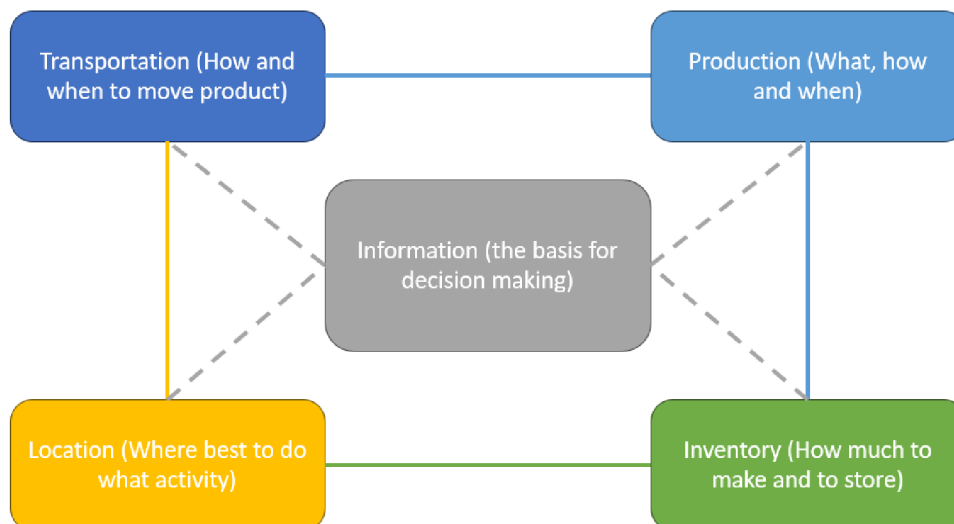 Transportation (How and
when to move product)
Production (What, how
and when)
Information (the basis for
decision making)
Location (Where best to do
what activity)
Inventory (How much to
make and to store)